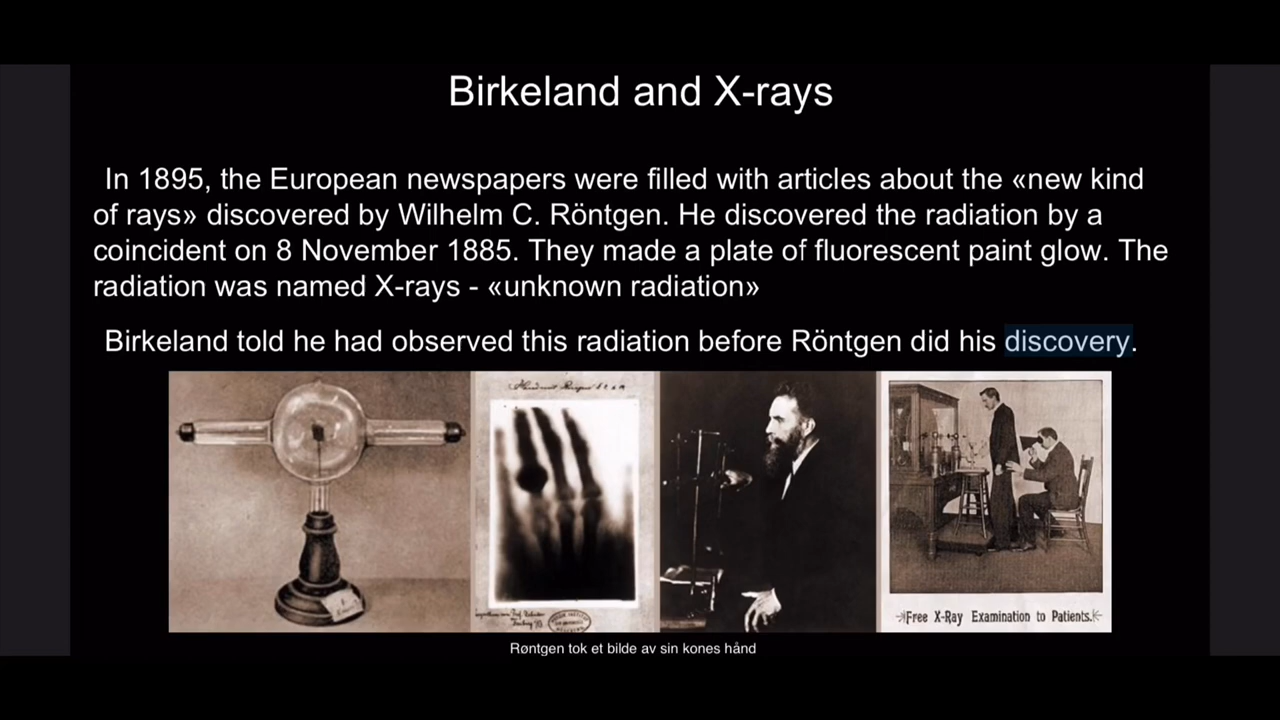 Birkeland and X-rays
In 1895, the European newspapers were filled with articles about the «new kind
of rays» discovered by Wilhelm C. Röntgen. He discovered the radiation by a
coincident on 8 November 1885. They made a plate of fluorescent paint glow. The
radiation was named X-rays - «unknown radiation»
Birkeland told he had observed this radiation before Röntgen did his discovery.
Free X-Ray Examination to Patients.
Røntgen tok et bilde av sin kones hånd